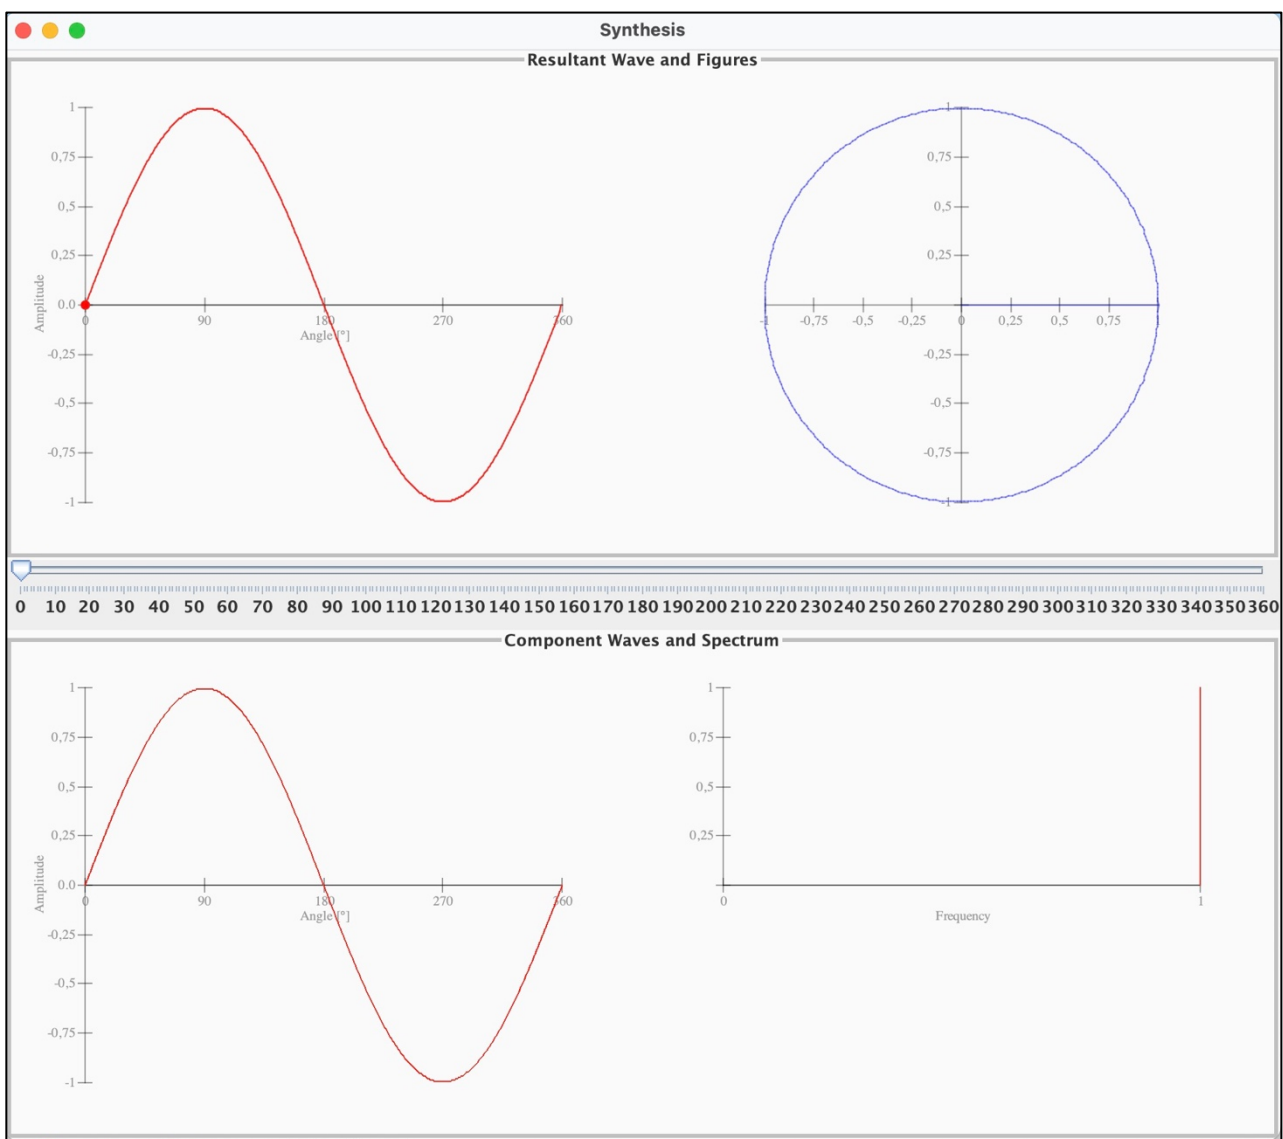 Synthesis
Resultant Wave and Figures
1
0,75
0,5
0,25
0.0
-0,25
-0,5
-0,75
-1
Amplitude
0 90 180 270 360
Angle [°]
1
0,75
0,5
0,25
-0,25
-0,5
-0,75
-1
-1 -0,75 -0,5 -0,25 0 0,25 0,5 0,75
0 10 20 30 40 50 60 70 80 90 100 110 120 130 140 150 160 170 180 190 200 210 220 230 240 250 260 270 280 290 300 310 320 330 340 350 360
Component Waves and Spectrum
1
0,75
0,5
0,25
0.0
-0,25
-0,5
-0,75
-1
Amplitude
0 90 180 270 360
Angle [°]
1
0,75
0,5
0,25
0 1
Frequency